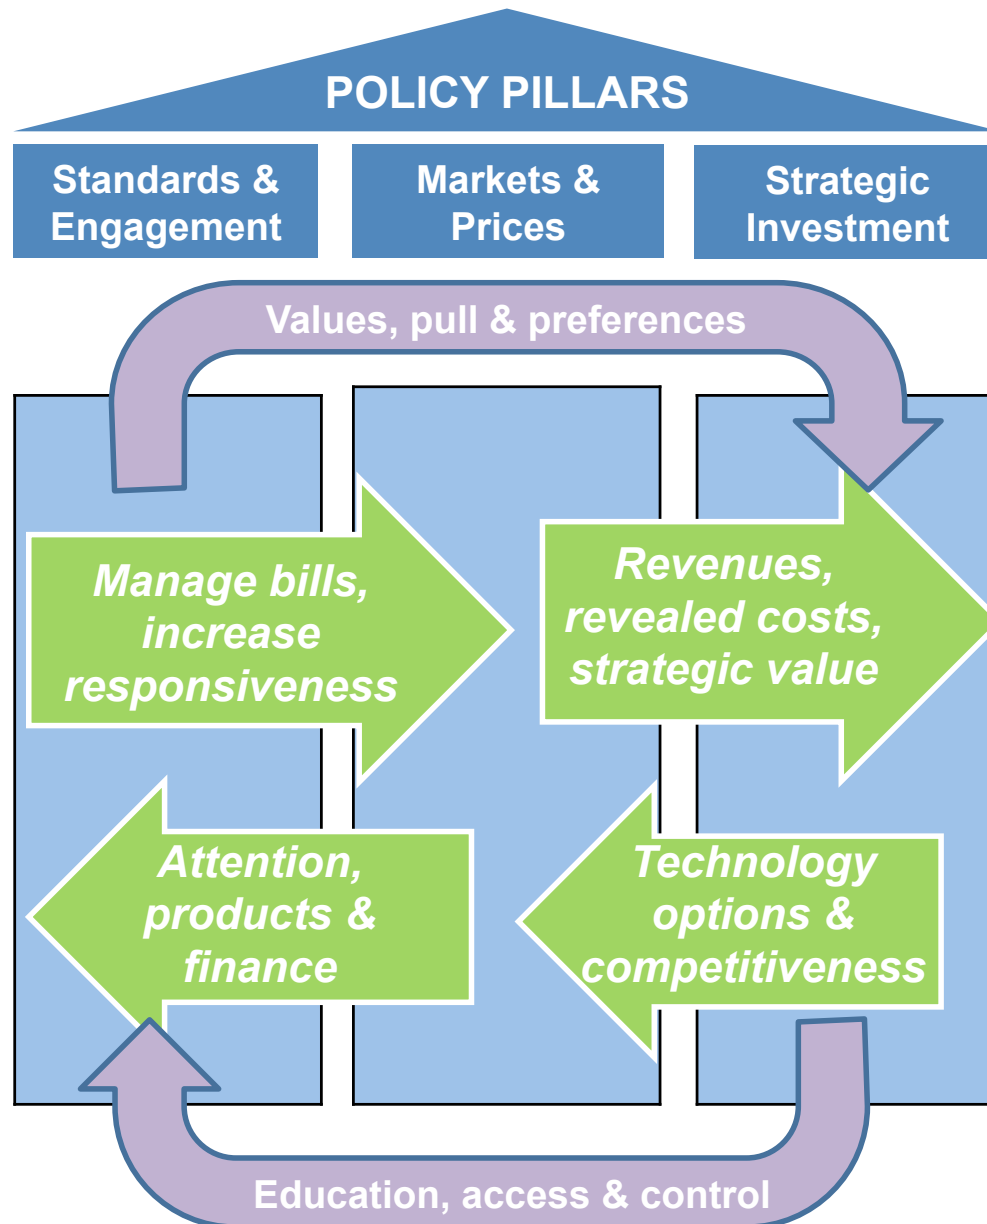 POLICY PILLARS
Standards &
Engagement
Markets &
Prices
Strategic
Investment
Values, pull & preferences
Manage bills,
increase
responsiveness
Revenues,
revealed costs,
strategic value
Attention,
products &
finance
Technology
options &
competitiveness
Education, access & control